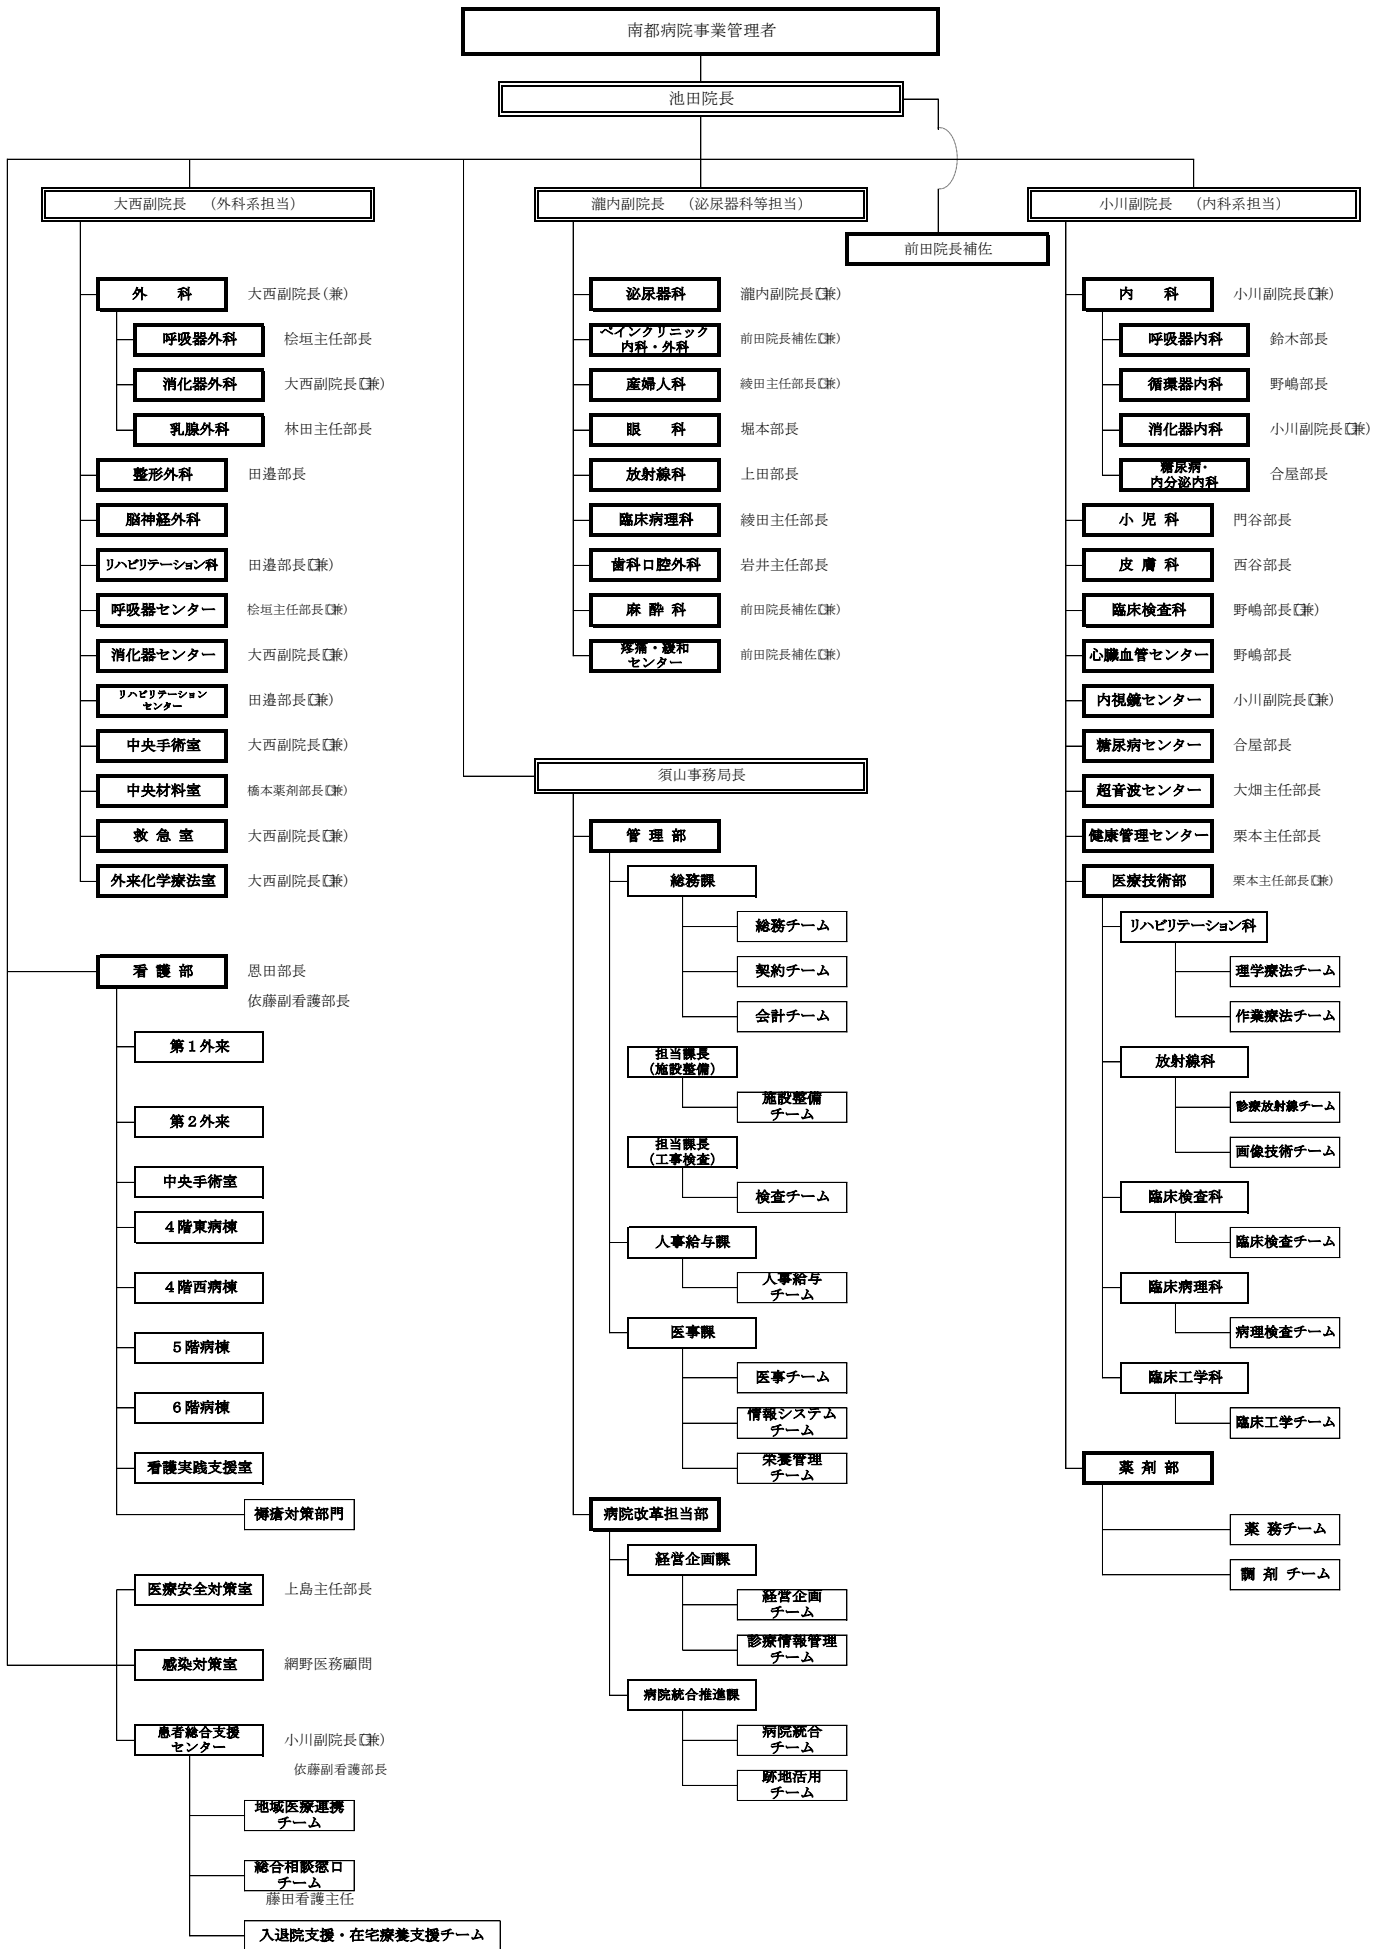 南都病院事業管理者
池田院長
大西副院長　（外科系担当）
外　　科　大西副院長（兼）
呼吸器外科　桧垣主任部長
消化器外科　大西副院長（兼）
乳腺外科　林田主任部長
整形外科　田邉部長
脳神経外科
リハビリテーション科　田邉部長（兼）
呼吸器センター　桧垣主任部長（兼）
消化器センター　大西副院長（兼）
リハビリテーション
センター　田邉部長（兼）
中央手術室　大西副院長（兼）
中央材料室　橋本薬剤部長（兼）
救 急 室　大西副院長（兼）
外来化学療法室　大西副院長（兼）
看 護 部　恩田部長
依藤副看護部長
第１外来
第２外来
中央手術室
４階東病棟
４階西病棟
５階病棟
６階病棟
看護実践支援室
褥瘡対策部門
医療安全対策室　上島主任部長
感染対策室　網野医務顧問
患者総合支援
センター　小川副院長（兼）
依藤副看護部長
地域医療連携
チーム
総合相談窓口
チーム
藤田看護主任
入退院支援・在宅療養支援チーム
瀧内副院長　（泌尿器科等担当）
前田院長補佐
泌尿器科　瀧内副院長（兼）
ペインクリニック
内科・外科　前田院長補佐（兼）
産婦人科　綾田主任部長（兼）
眼　　科　堀本部長
放射線科　上田部長
臨床病理科　綾田主任部長
歯科口腔外科　岩井主任部長
麻 酔 科　前田院長補佐（兼）
疼痛・緩和
センター　前田院長補佐（兼）
須山事務局長
管 理 部
総務課
総務チーム
契約チーム
会計チーム
担当課長
（施設整備）
施設整備
チーム
担当課長
（工事検査）
検査チーム
人事給与課
人事給与
チーム
医事課
医事チーム
情報システム
チーム
栄養管理
チーム
病院改革担当部
経営企画課
経営企画
チーム
診療情報管理
チーム
病院統合推進課
病院統合
チーム
跡地活用
チーム
小川副院長　（内科系担当）
内　　科　小川副院長（兼）
呼吸器内科　鈴木部長
循環器内科　野嶋部長
消化器内科　小川副院長（兼）
糖尿病・
内分泌内科　合屋部長
小 児 科　門谷部長
皮 膚 科　西谷部長
臨床検査科　野嶋部長（兼）
心臓血管センター　野嶋部長
内視鏡センター　小川副院長（兼）
糖尿病センター　合屋部長
超音波センター　大畑主任部長
健康管理センター　栗本主任部長
医療技術部　栗本主任部長（兼）
リハビリテーション科
理学療法チーム
作業療法チーム
放射線科
診療放射線チーム
画像技術チーム
臨床検査科
臨床検査チーム
臨床病理科
病理検査チーム
臨床工学科
臨床工学チーム
薬 剤 部
薬 務チーム
調 剤 チーム